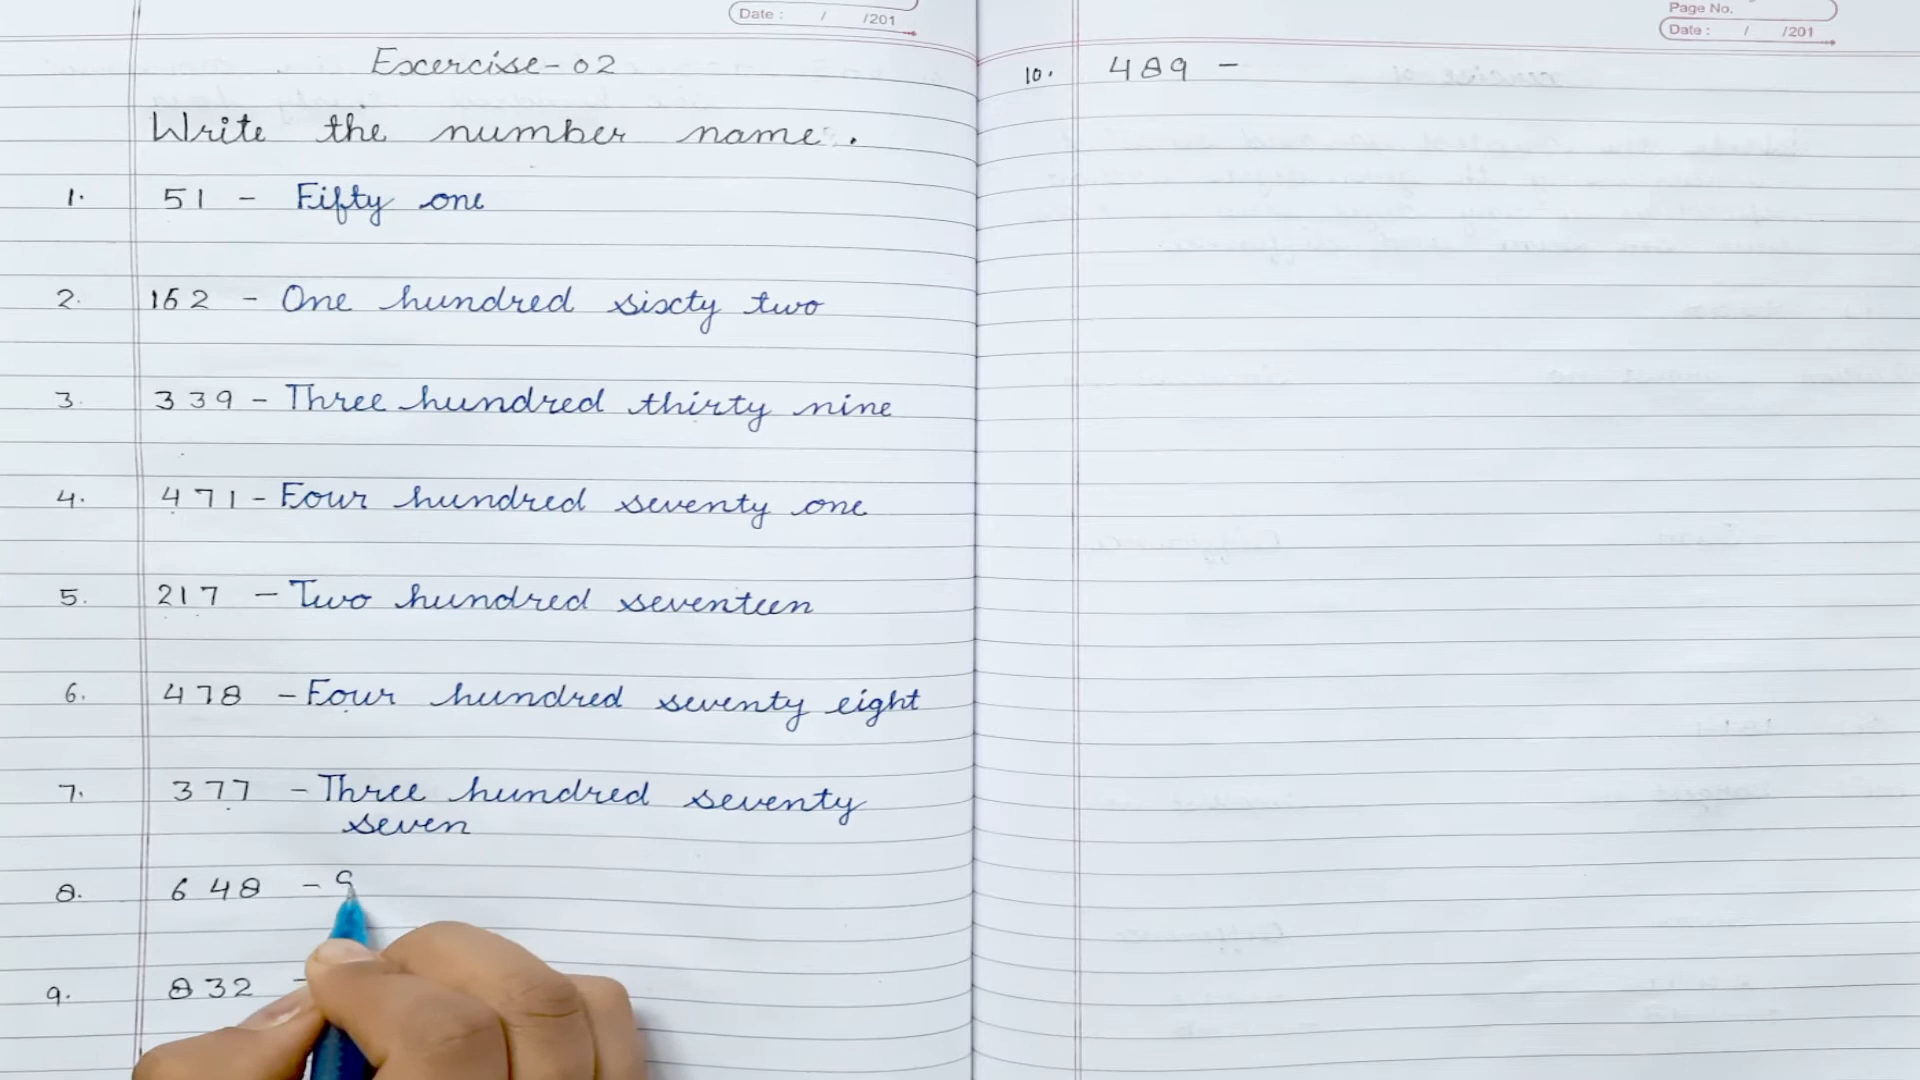 Date : / /201
Exercise-02
Write the number name.
1. 51 - Fifty one
2. 162 - One hundred sixty two
3. 339 - Three hundred thirty nine
4. 471 - Four hundred seventy one
5. 217 - Two hundred seventeen
6. 478 - Four hundred seventy eight
7. 377 - Three hundred seventy
seven
8. 648 - S
9. 832 -
Page No.
Date : / /201
10. 489 -